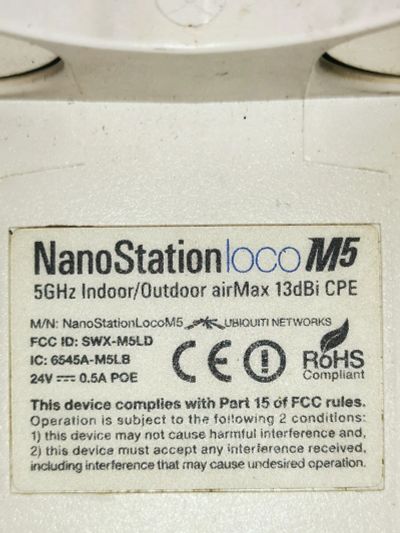 NanoStation loco M5
5GHz Indoor/Outdoor airMax 13dBi CPE
M/N: NanoStationLocoM5 UBIQUITI NETWORKS
FCC ID: SWX-M5LD
IC: 6545A-M5LB
24V ⎓ 0.5A POE
CE
RoHS
Compliant
This device complies with Part 15 of FCC rules.
Operation is subject to the following 2 conditions:
1) this device may not cause harmful interference and,
2) this device must accept any interference received,
including interference that may cause undesired operation.